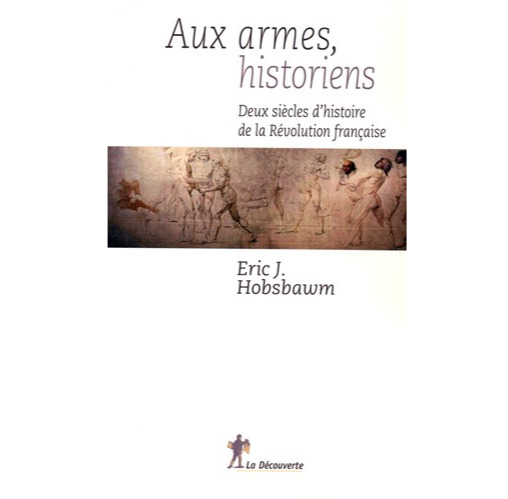 Aux armes,
historiens
Deux siècles d'histoire
de la Révolution française
Eric J.
Hobsbawm
La Découverte